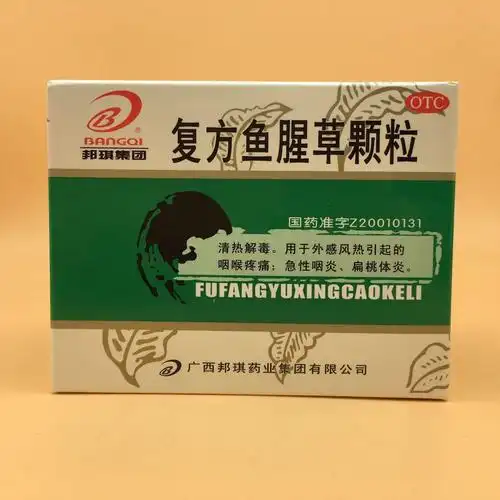 BANGQI
®
邦琪集团
OTC
复方鱼腥草颗粒
国药准字Z20010131
清热解毒。用于外感风热引起的
咽喉疼痛；急性咽炎、扁桃体炎。
FUFANGYUXINGCAOKELI
广西邦琪药业集团有限公司